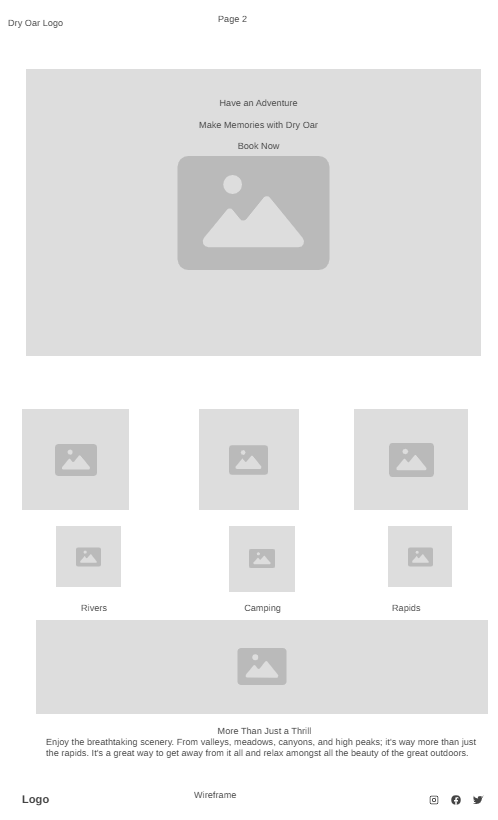 Dry Oar Logo
Page 2
Have an Adventure
Make Memories with Dry Oar
Book Now
Rivers
Camping
Rapids
More Than Just a Thrill
Enjoy the breathtaking scenery. From valleys, meadows, canyons, and high peaks; it's way more than just
the rapids. It's a great way to get away from it all and relax amongst all the beauty of the great outdoors.
Logo
Wireframe